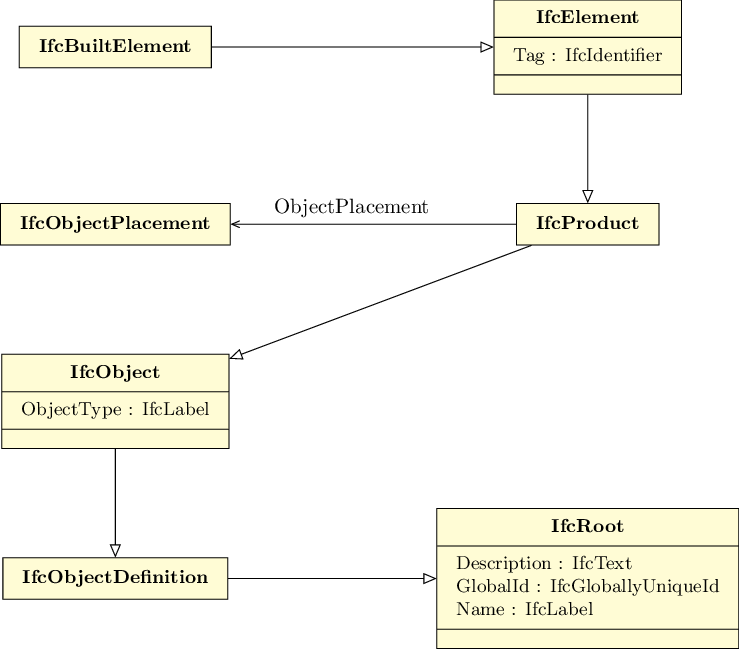 IfcBuiltElement
IfcElement
Tag : IfcIdentifier
ObjectPlacement
IfcObjectPlacement
IfcProduct
IfcObject
ObjectType : IfcLabel
IfcRoot
Description : IfcText
GlobalId : IfcGloballyUniqueId
Name : IfcLabel
IfcObjectDefinition